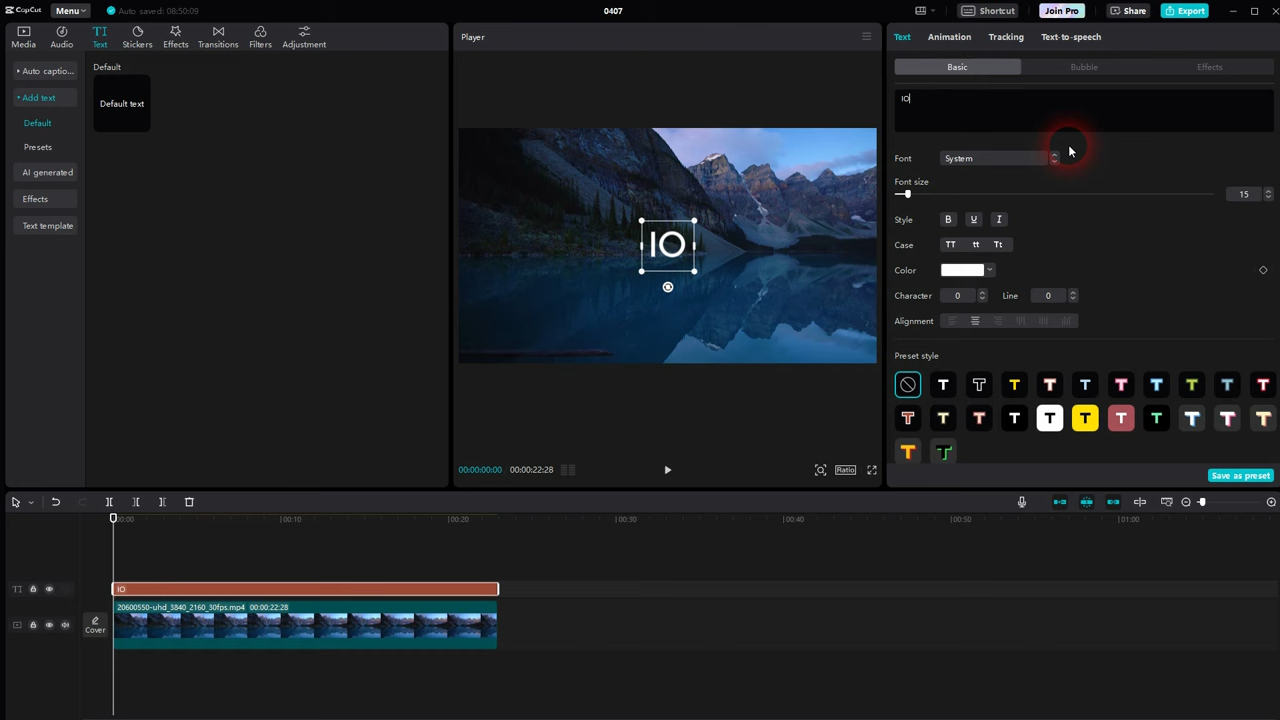 CapCut Menu Auto saved: 08:50:09 0407 Shortcut Join Pro Share Export
Media Audio Text Stickers Effects Transitions Filters Adjustment
Auto captio...
Add text
Default
Presets
AI generated
Effects
Text template
Default
Default text
Player
IO
00:00:00:00 00:00:22:28 Ratio
Text Animation Tracking Text-to-speech
Basic Bubble Effects
IO
Font System
Font size
15
Style B U I
Case TT tt Tt
Color
Character 0 Line 0
Alignment
Preset style
T T T T T T T T T T
T T T T T T T T T T T
T T
Save as preset
00:00 00:10 00:20 00:30 00:40 00:50 01:00
TI IO
Cover 20600550-uhd_3840_2160_30fps.mp4 00:00:22:28